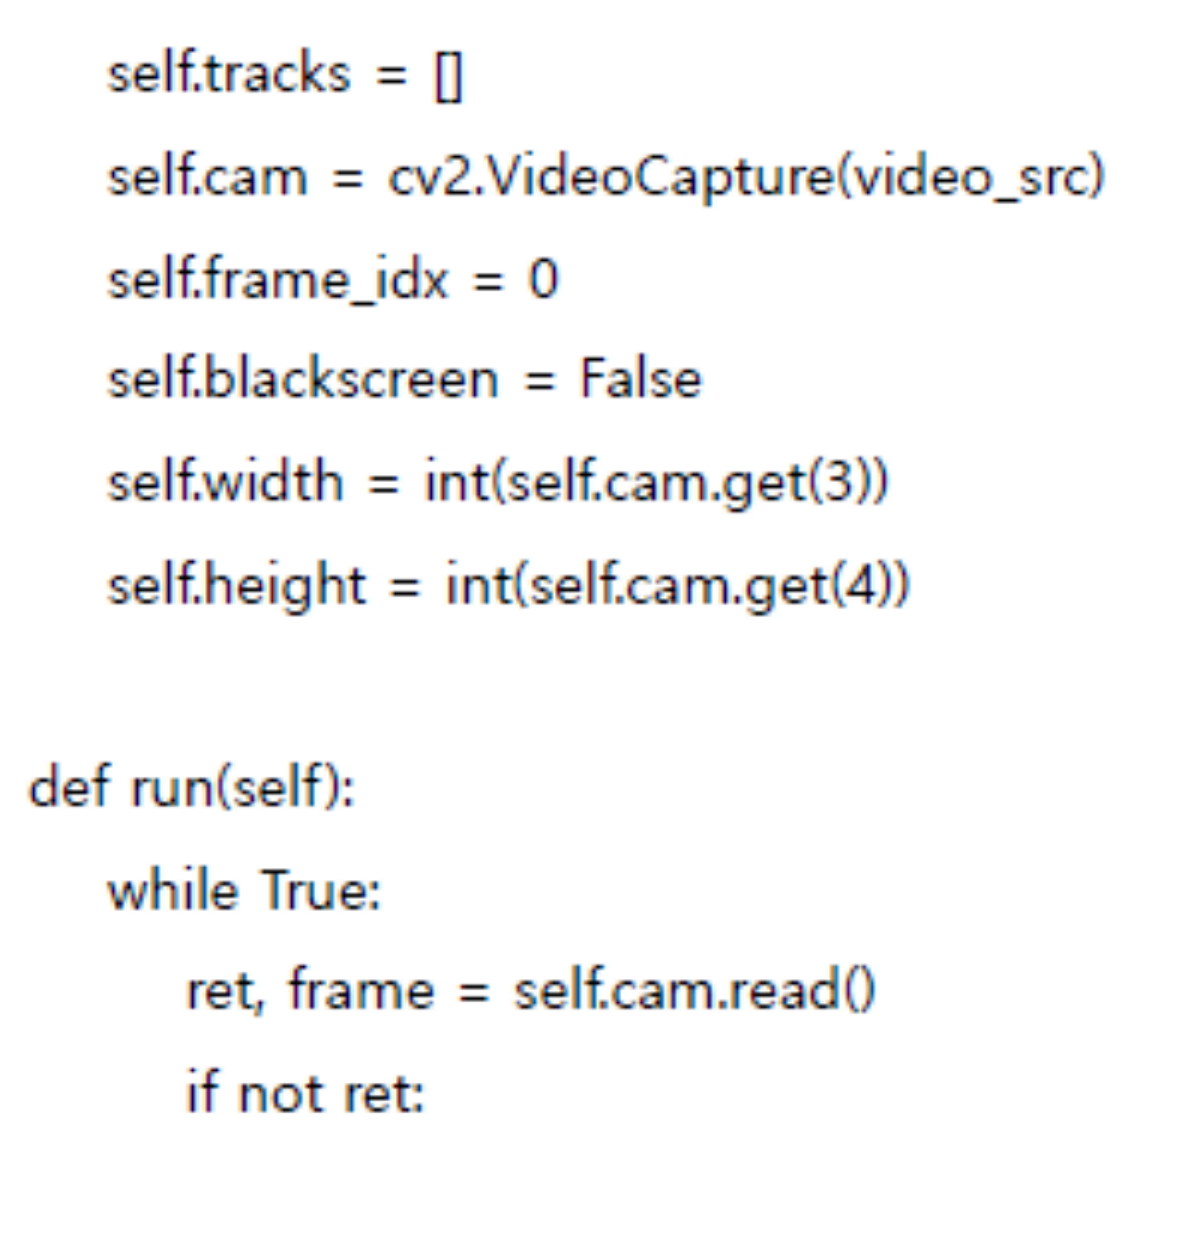 self.tracks = []
self.cam = cv2.VideoCapture(video_src)
self.frame_idx = 0
self.blackscreen = False
self.width = int(self.cam.get(3))
self.height = int(self.cam.get(4))
def run(self):
while True:
ret, frame = self.cam.read()
if not ret: